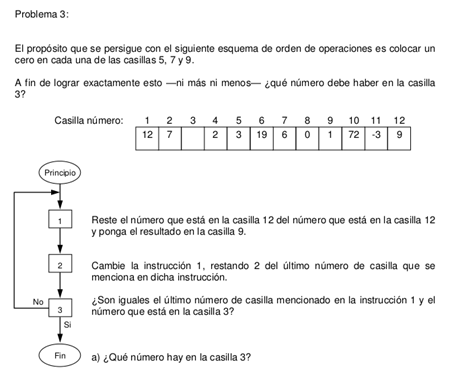 Problema 3:
El propósito que se persigue con el siguiente esquema de orden de operaciones es colocar un
cero en cada una de las casillas 5, 7 y 9.
A fin de lograr exactamente esto —ni más ni menos— ¿qué número debe haber en la casilla
3?
Casilla número: 1 2 3 4 5 6 7 8 9 10 11 12
12 7 2 3 19 6 0 1 72 -3 9
Principio
1
Reste el número que está en la casilla 12 del número que está en la casilla 12
y ponga el resultado en la casilla 9.
2
Cambie la instrucción 1, restando 2 del último número de casilla que se
menciona en dicha instrucción.
No
3
¿Son iguales el último número de casilla mencionado en la instrucción 1 y el
número que está en la casilla 3?
Si
Fin
a) ¿Qué número hay en la casilla 3?